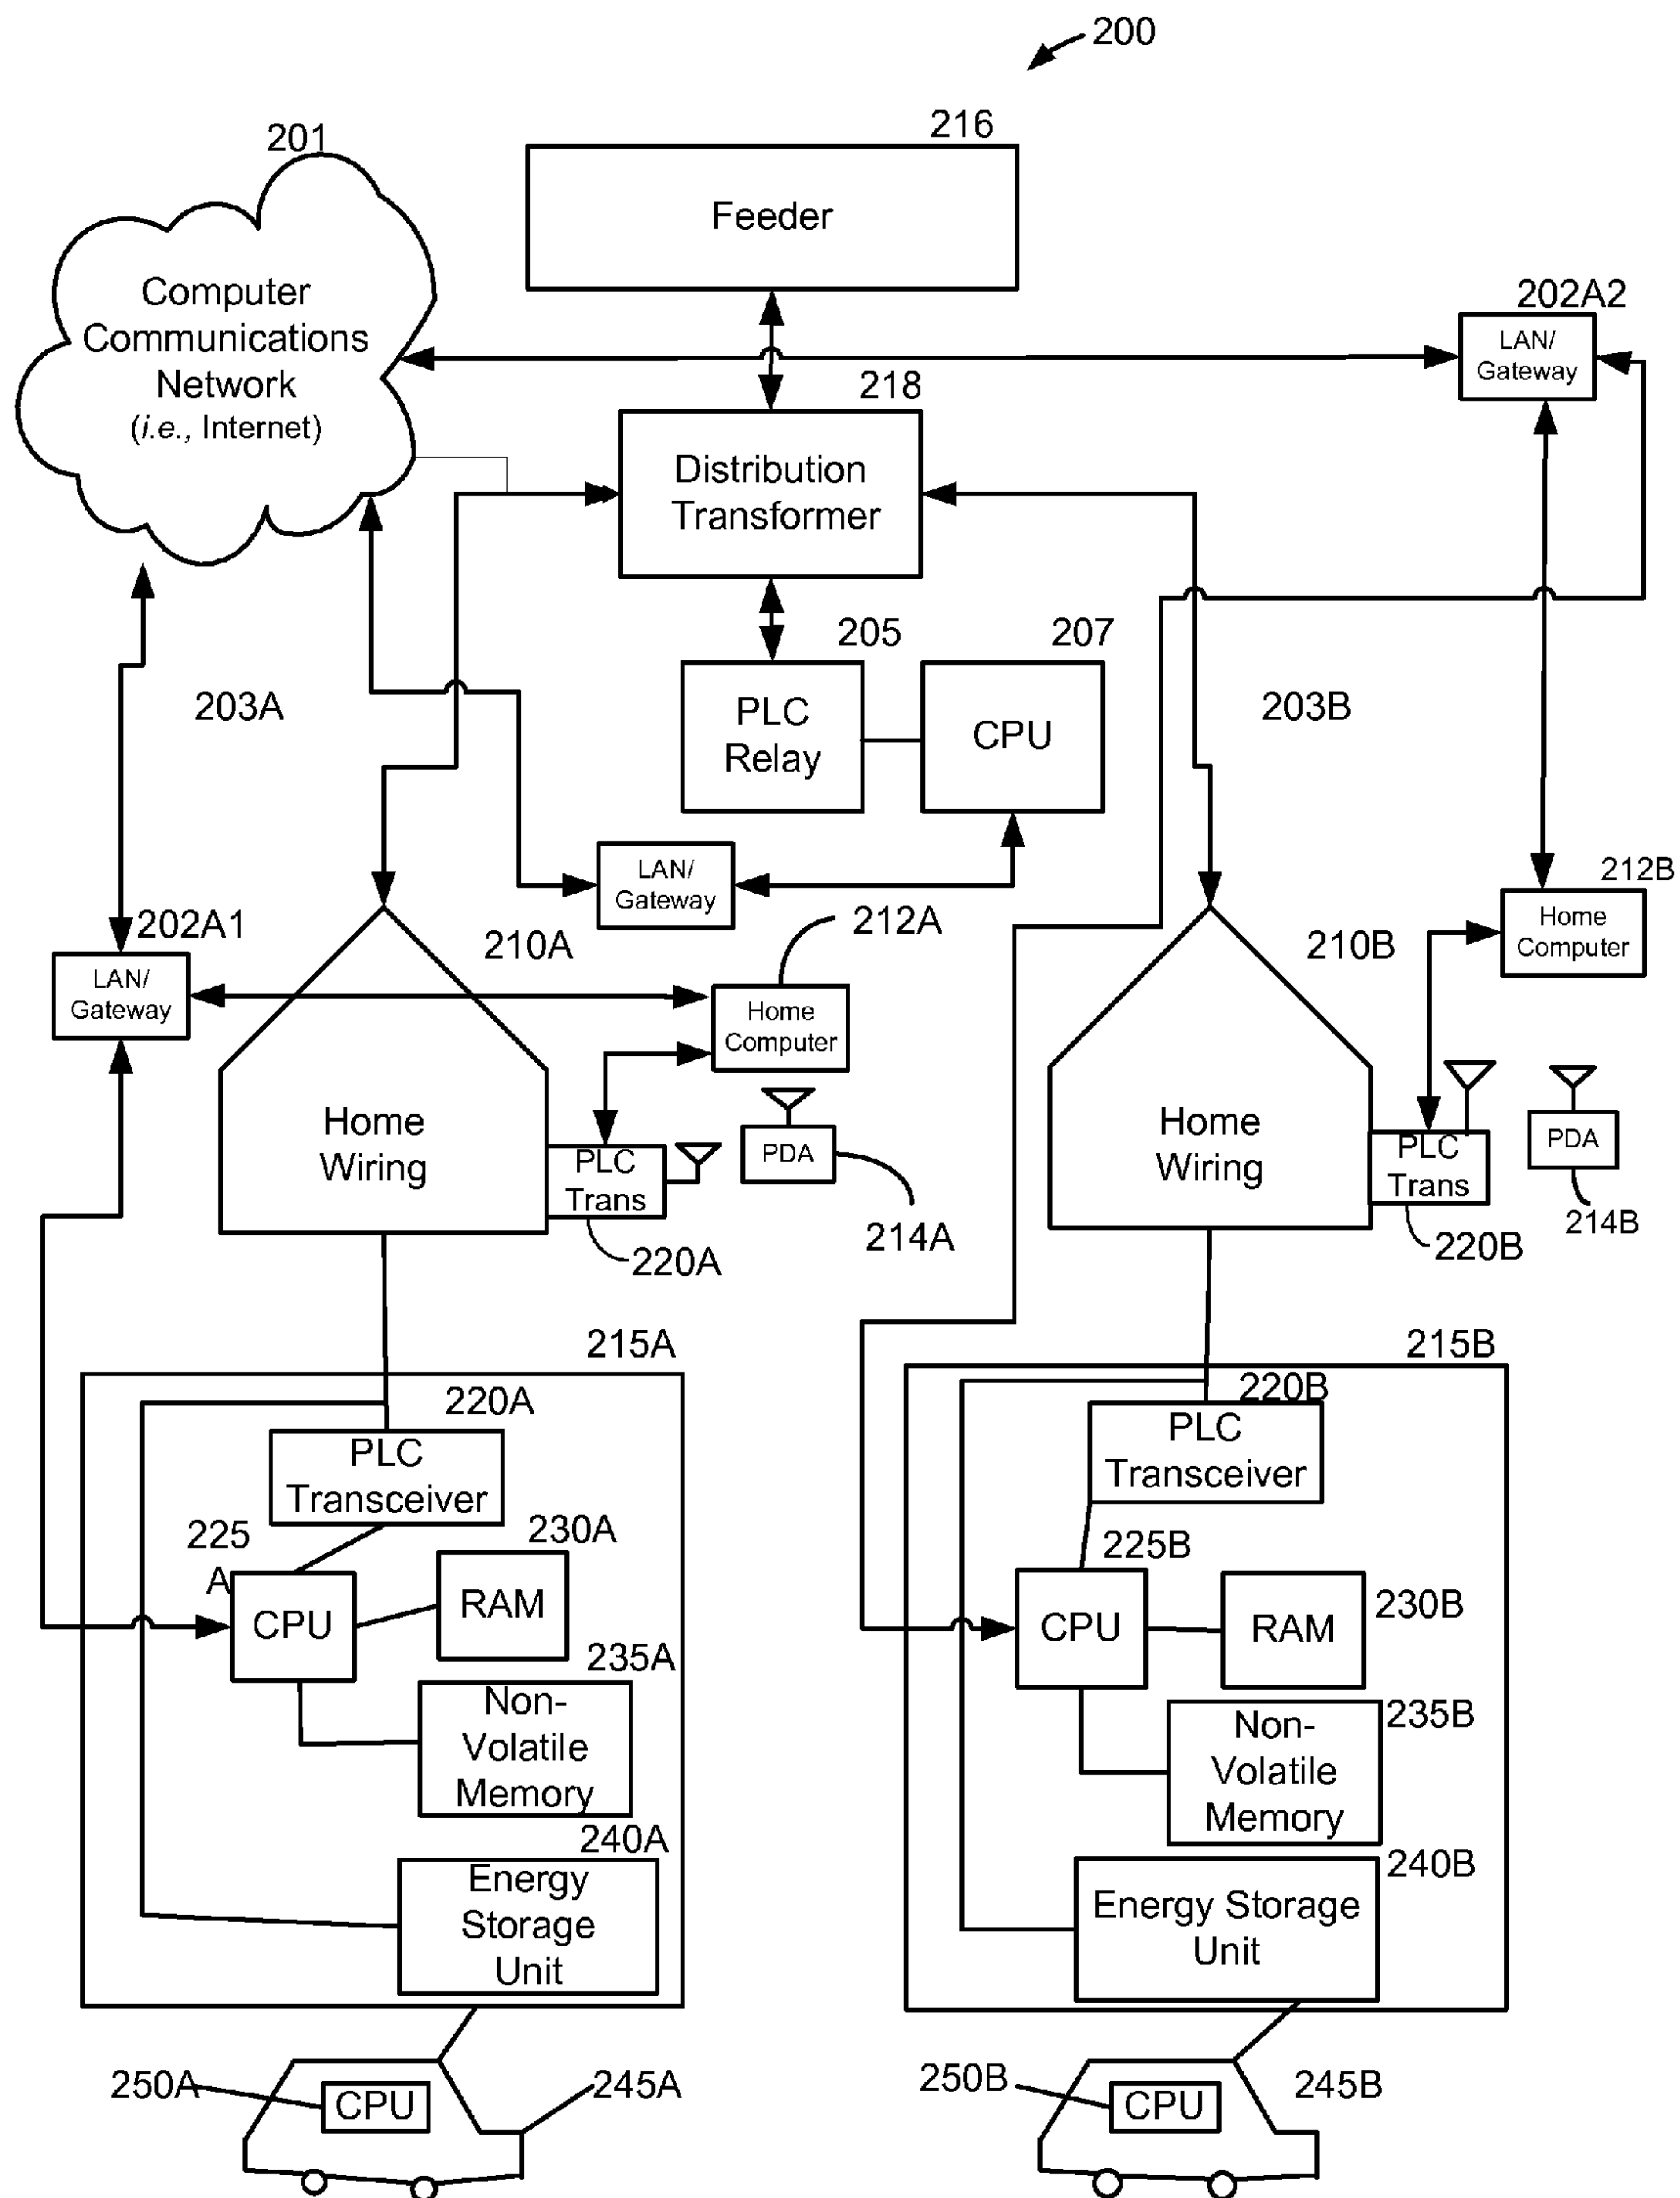 200
201
216
Feeder
Computer
Communications
Network
(i.e., Internet)
202A2
LAN/
Gateway
218
Distribution
Transformer
205
207
203A
203B
PLC
Relay
CPU
LAN/
Gateway
212B
Home
Computer
202A1
LAN/
Gateway
210A
212A
210B
Home
Computer
Home
Wiring
PLC
Trans
PDA
Home
Wiring
PLC
Trans
PDA
220A
214A
220B
214B
215A
215B
220A
PLC
Transceiver
220B
PLC
Transceiver
225
A
CPU
230A
RAM
225B
CPU
230B
RAM
235A
Non-
Volatile
Memory
235B
Non-
Volatile
Memory
240A
Energy
Storage
Unit
240B
Energy Storage
Unit
250A
CPU
245A
250B
CPU
245B